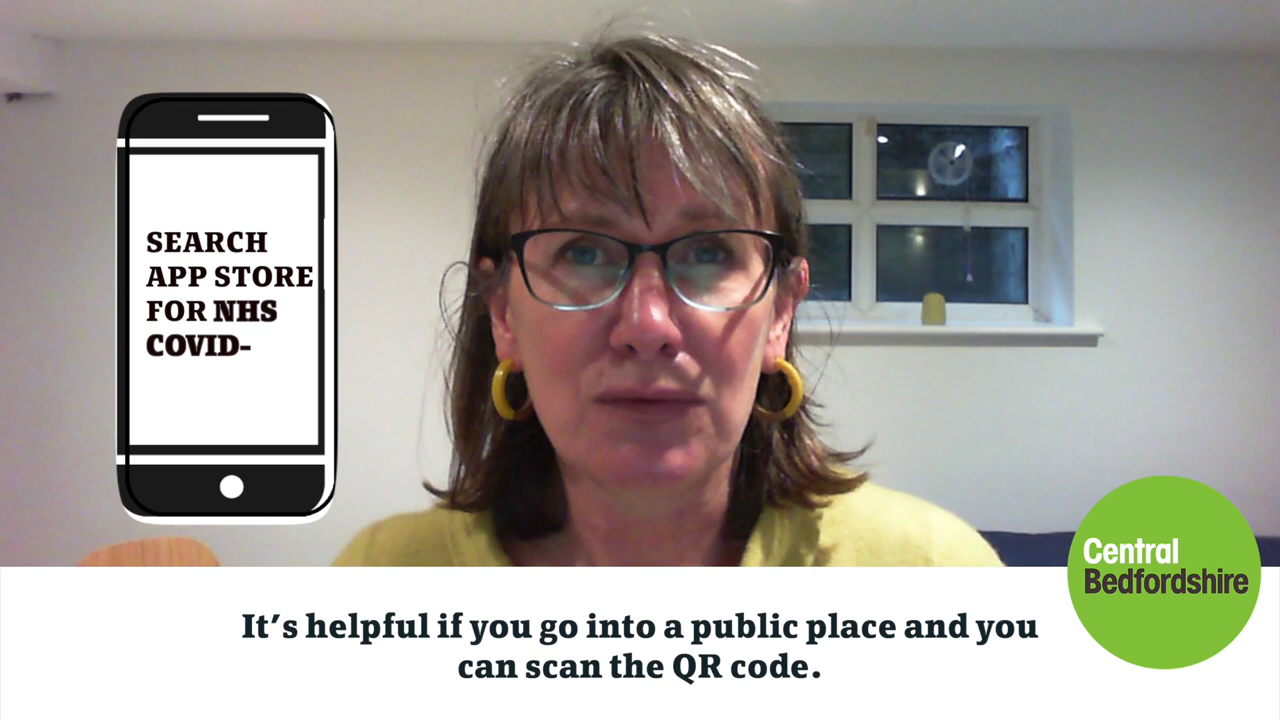 SEARCH
APP STORE
FOR NHS
COVID-
Central
Bedfordshire
It's helpful if you go into a public place and you
can scan the QR code.